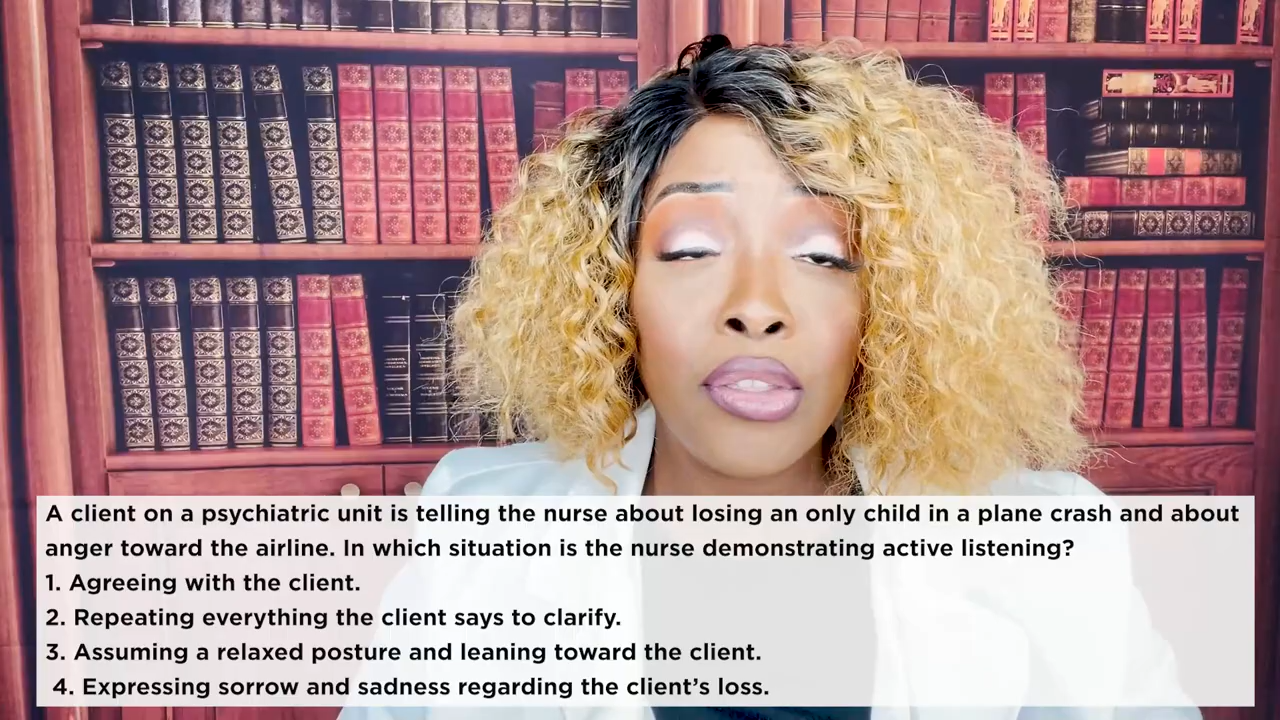 A client on a psychiatric unit is telling the nurse about losing an only child in a plane crash and about
anger toward the airline. In which situation is the nurse demonstrating active listening?
1. Agreeing with the client.
2. Repeating everything the client says to clarify.
3. Assuming a relaxed posture and leaning toward the client.
4. Expressing sorrow and sadness regarding the client's loss.